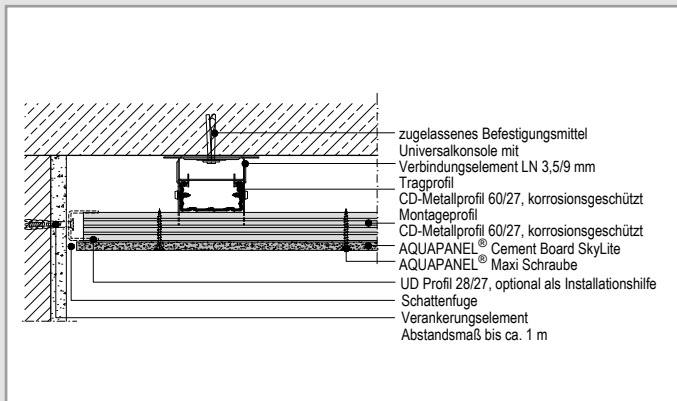 zugelassenes Befestigungsmittel
Universalkonsole mit
Verbindungselement LN 3,5/9 mm
Tragprofil
CD-Metallprofil 60/27, korrosionsgeschützt
Montageprofil
CD-Metallprofil 60/27, korrosionsgeschützt
AQUAPANEL® Cement Board SkyLite
AQUAPANEL® Maxi Schraube
UD Profil 28/27, optional als Installationshilfe
Schattenfuge
Verankerungselement
Abstandsmaß bis ca. 1 m